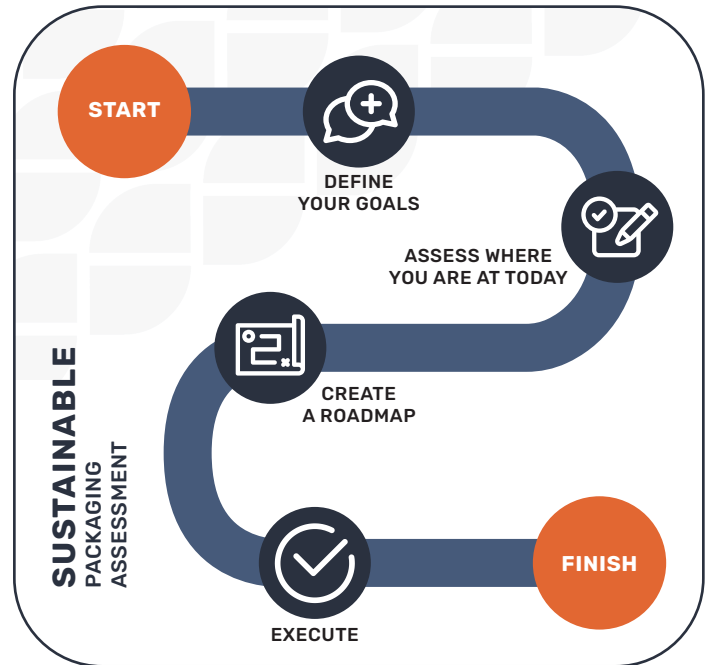 START
DEFINE
YOUR GOALS
ASSESS WHERE
YOU ARE AT TODAY
CREATE
A ROADMAP
SUSTAINABLE
PACKAGING
ASSESSMENT
EXECUTE
FINISH